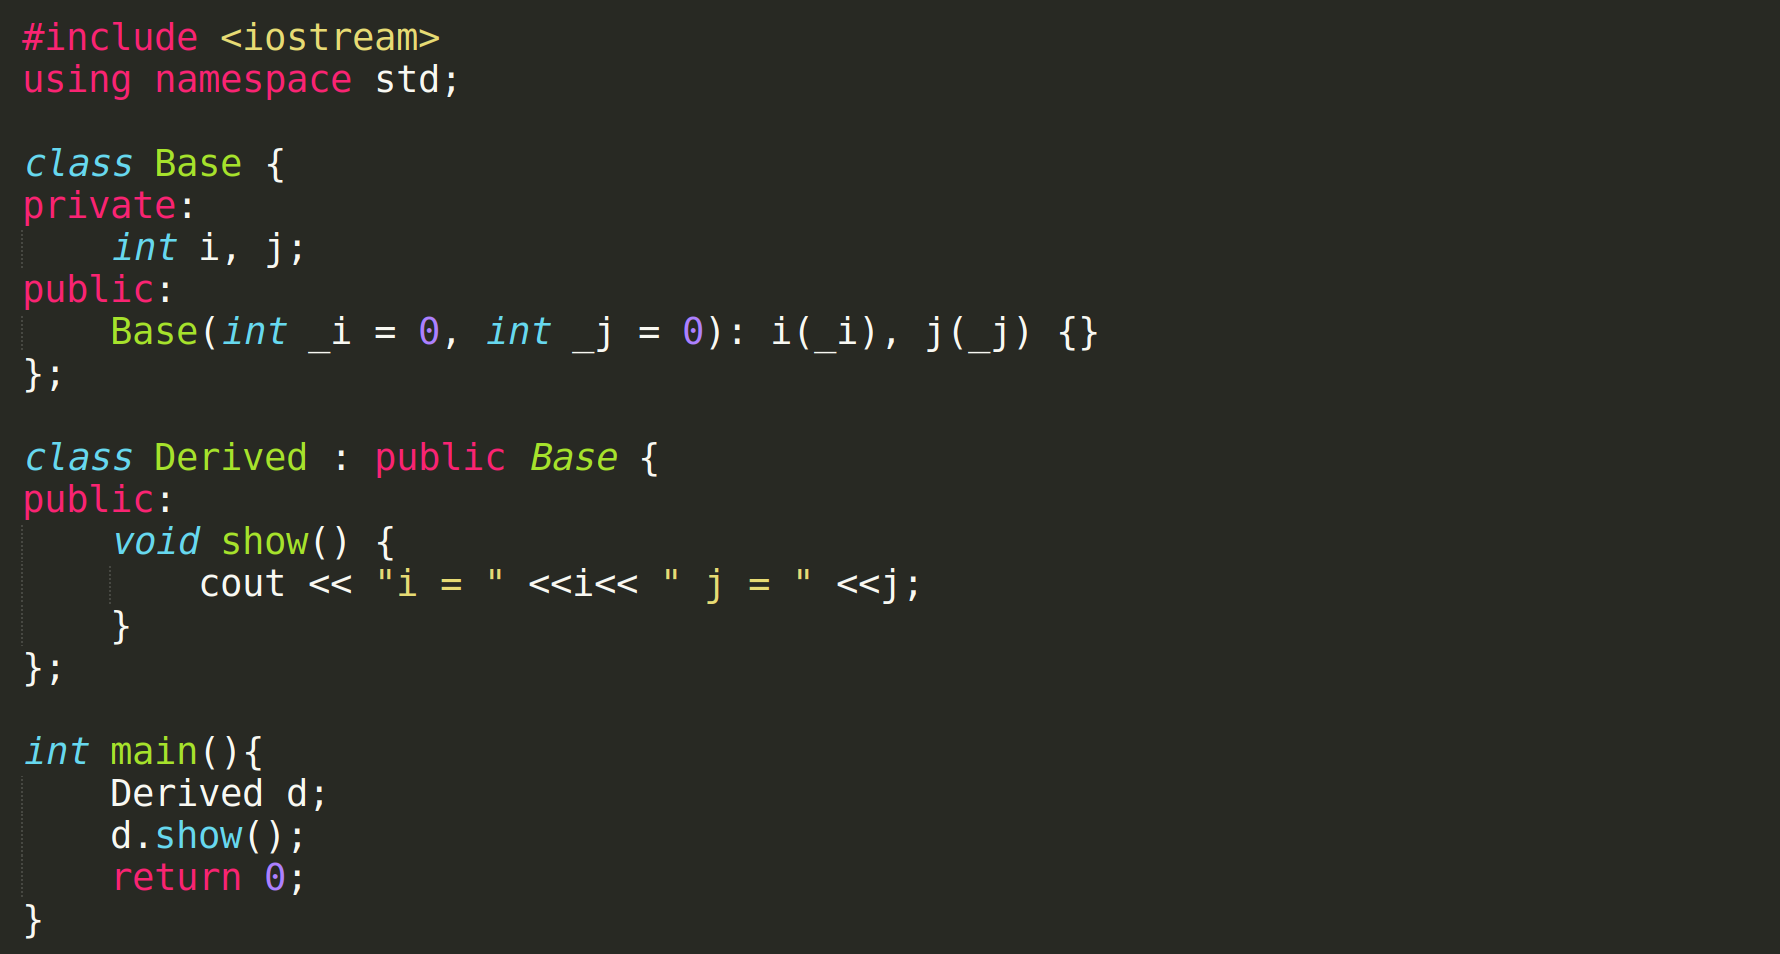 #include <iostream>
using namespace std;
class Base {
private:
    int i, j;
public:
    Base(int _i = 0, int _j = 0): i(_i), j(_j) {}
};
class Derived : public Base {
public:
    void show() {
        cout << "i = " <<i<< " j = " <<j;
    }
};
int main(){
    Derived d;
    d.show();
    return 0;
}